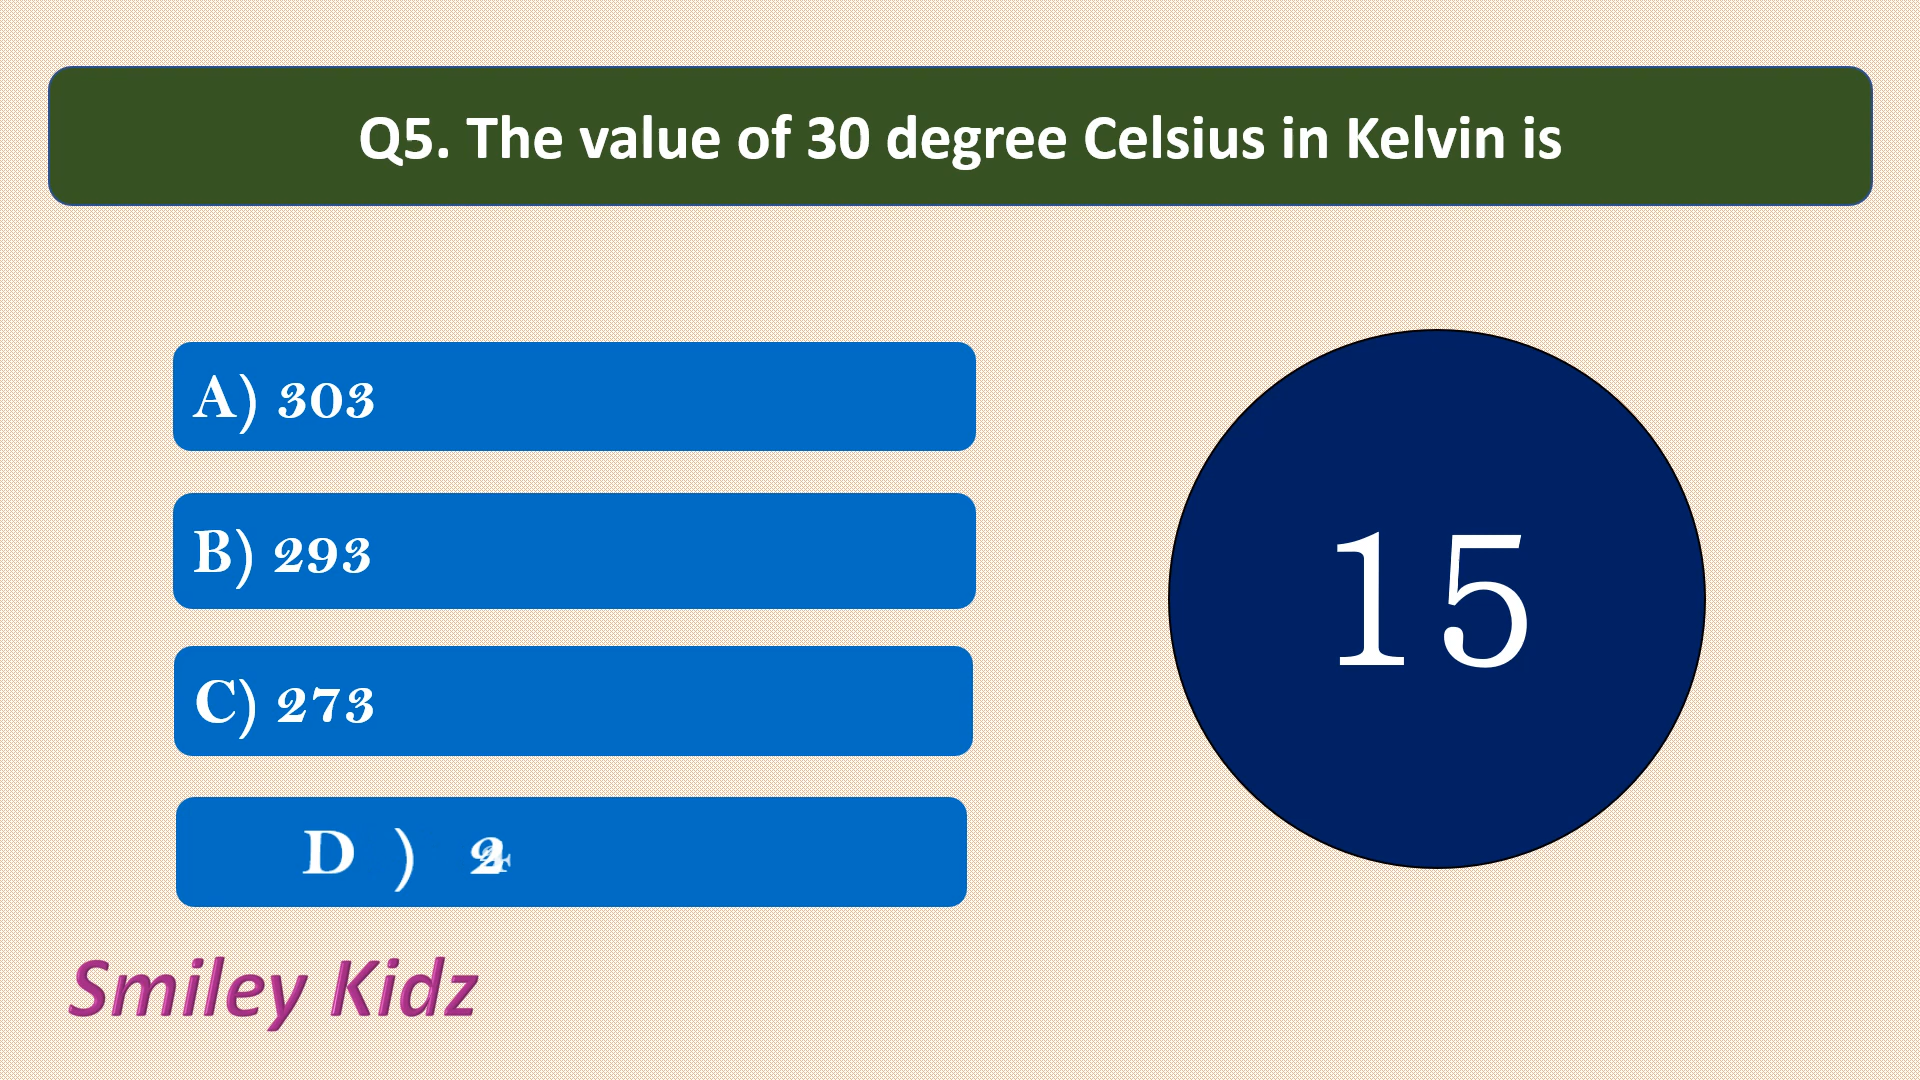 Q5. The value of 30 degree Celsius in Kelvin is
A) 303
B) 293
C) 273
D )
15
Smiley Kidz